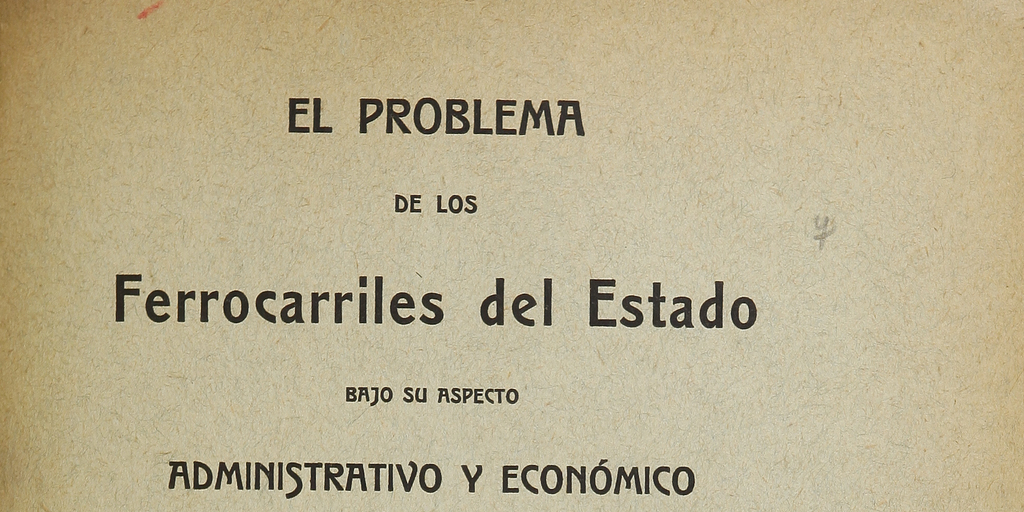 EL PROBLEMA
DE LOS
Ferrocarriles del Estado
BAJO SU ASPECTO
ADMINISTRATIVO Y ECONÓMICO